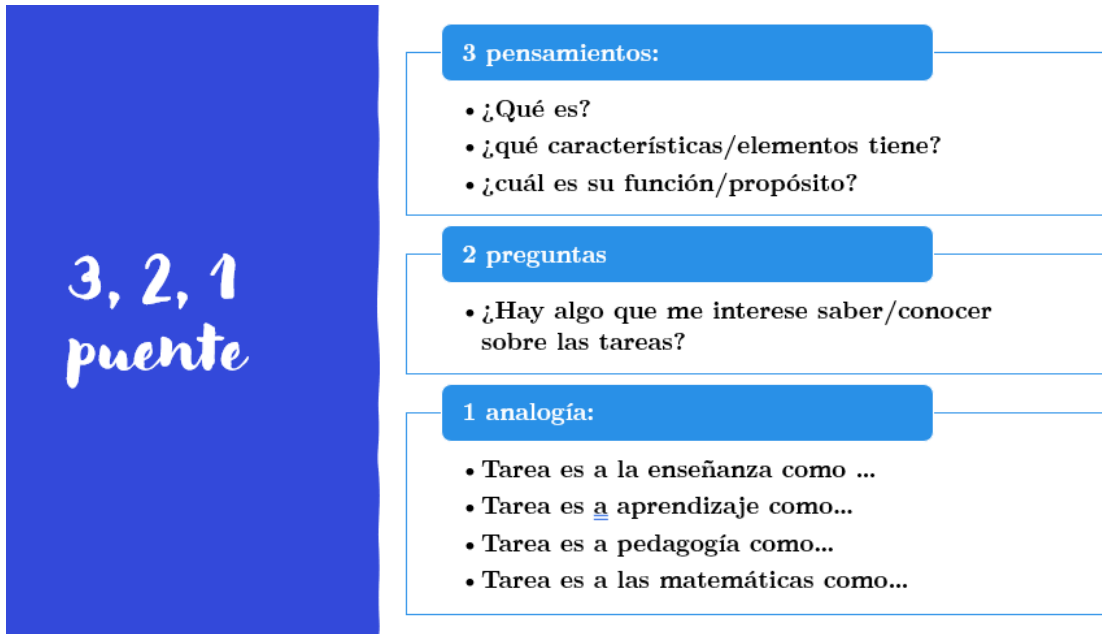 3, 2, 1
puente
3 pensamientos:
• ¿Qué es?
• ¿qué características/elementos tiene?
• ¿cuál es su función/propósito?
2 preguntas
• ¿Hay algo que me interese saber/conocer
sobre las tareas?
1 analogía:
• Tarea es a la enseñanza como ...
• Tarea es a aprendizaje como...
• Tarea es a pedagogía como...
• Tarea es a las matemáticas como...